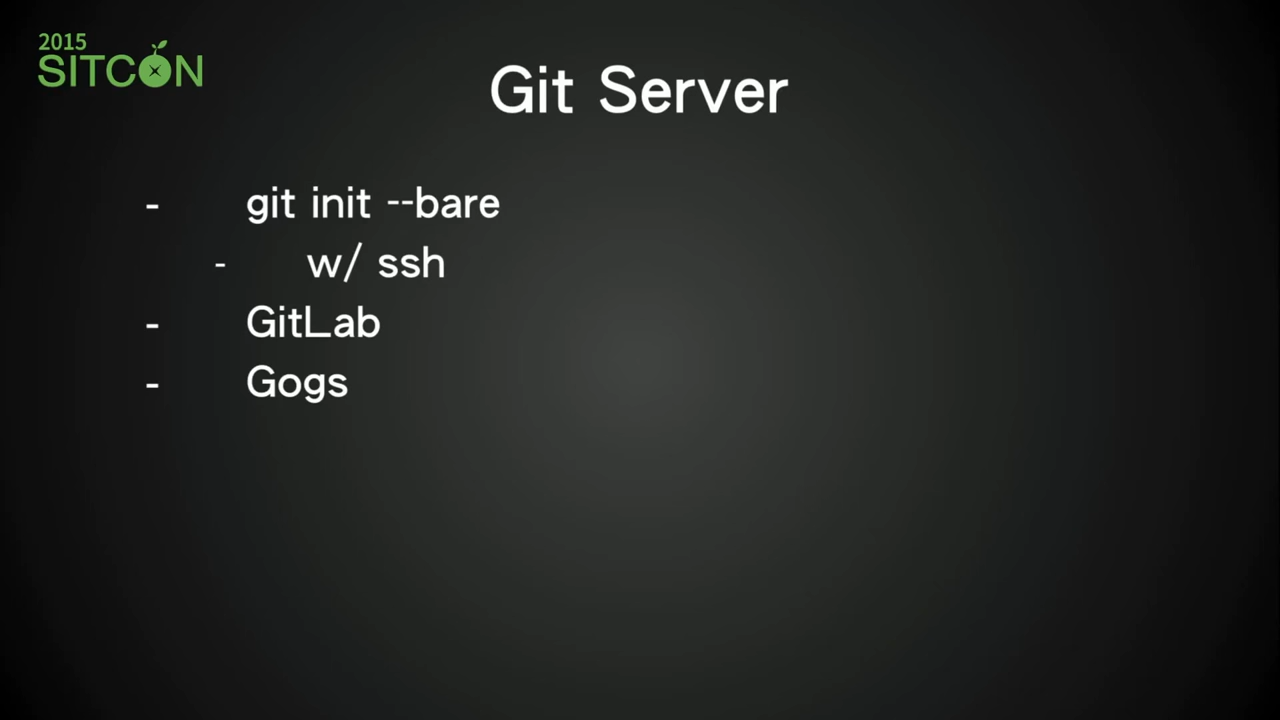 2015
SITCON
Git Server
- git init --bare
- w/ ssh
- GitLab
- Gogs